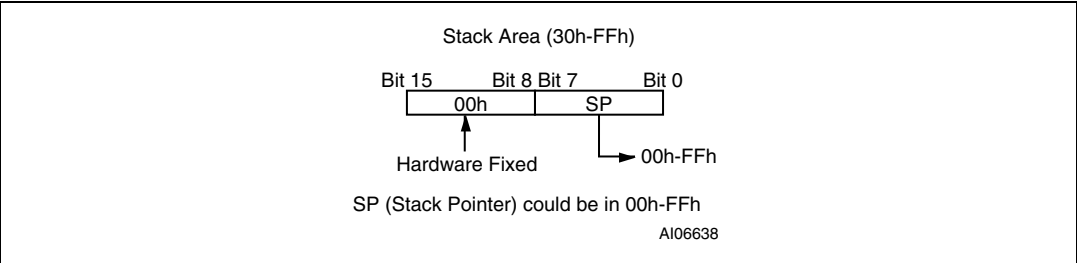 Stack Area (30h-FFh)
Bit 15 Bit 8 Bit 7 Bit 0
00h SP
Hardware Fixed 00h-FFh
SP (Stack Pointer) could be in 00h-FFh
AI06638